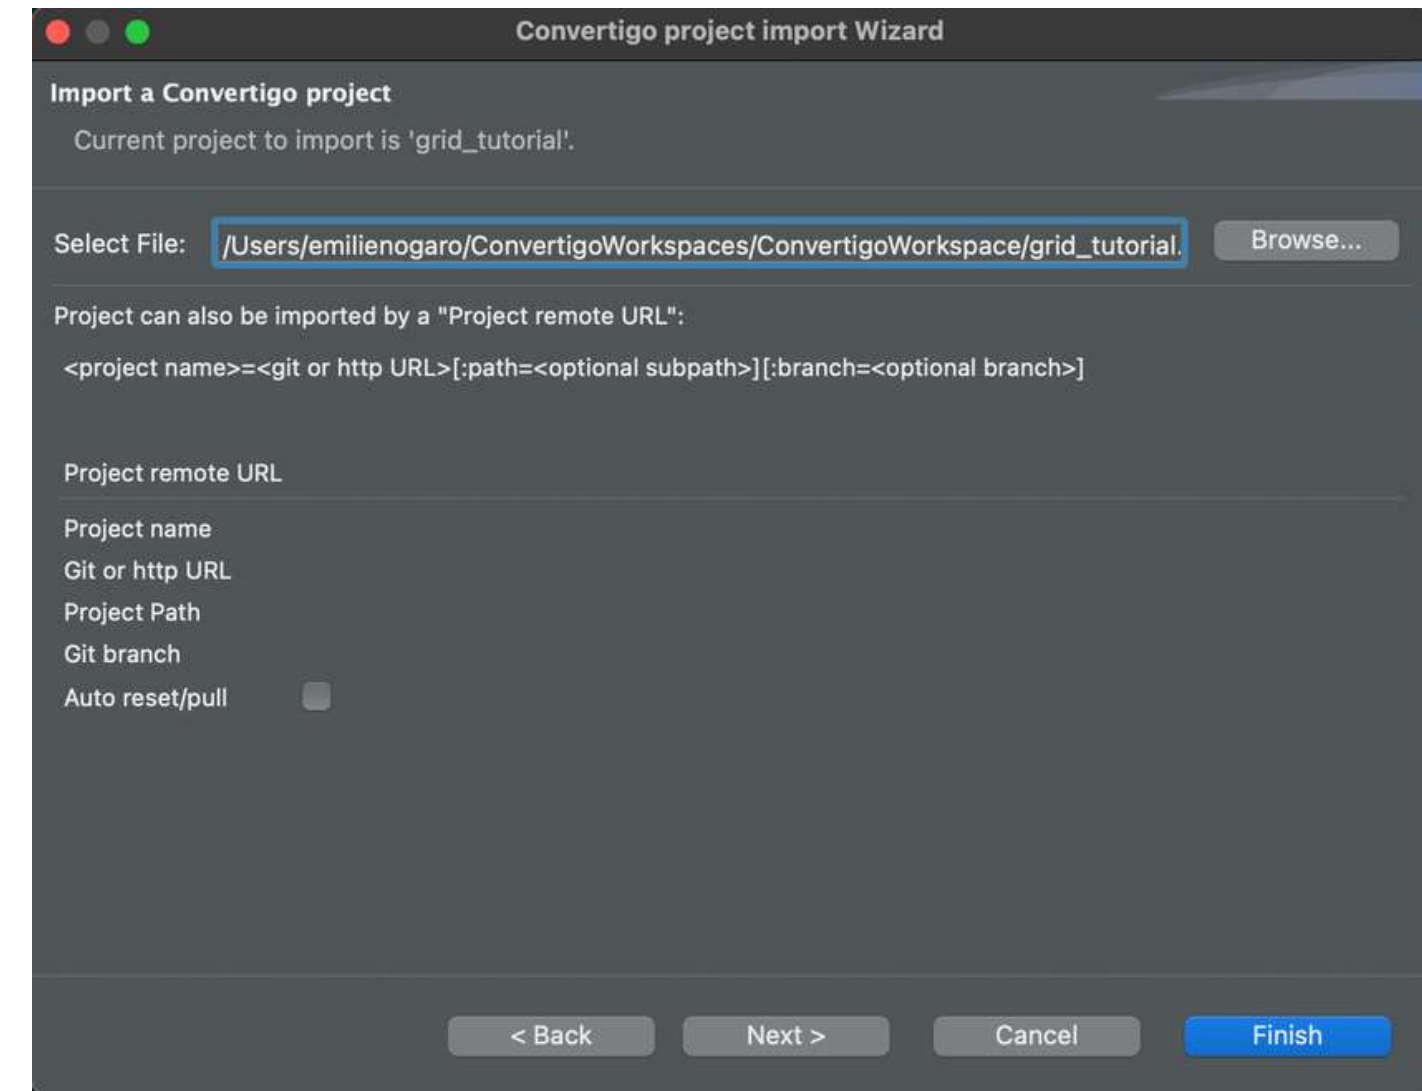 Convertigo project import Wizard
Import a Convertigo project
Current project to import is 'grid_tutorial'.
Select File: /Users/emilienogaro/ConvertigoWorkspaces/ConvertigoWorkspace/grid_tutorial. Browse...
Project can also be imported by a "Project remote URL":
<project name>=<git or http URL>[:path=<optional subpath>][:branch=<optional branch>]
Project remote URL
Project name
Git or http URL
Project Path
Git branch
Auto reset/pull
< Back Next > Cancel Finish